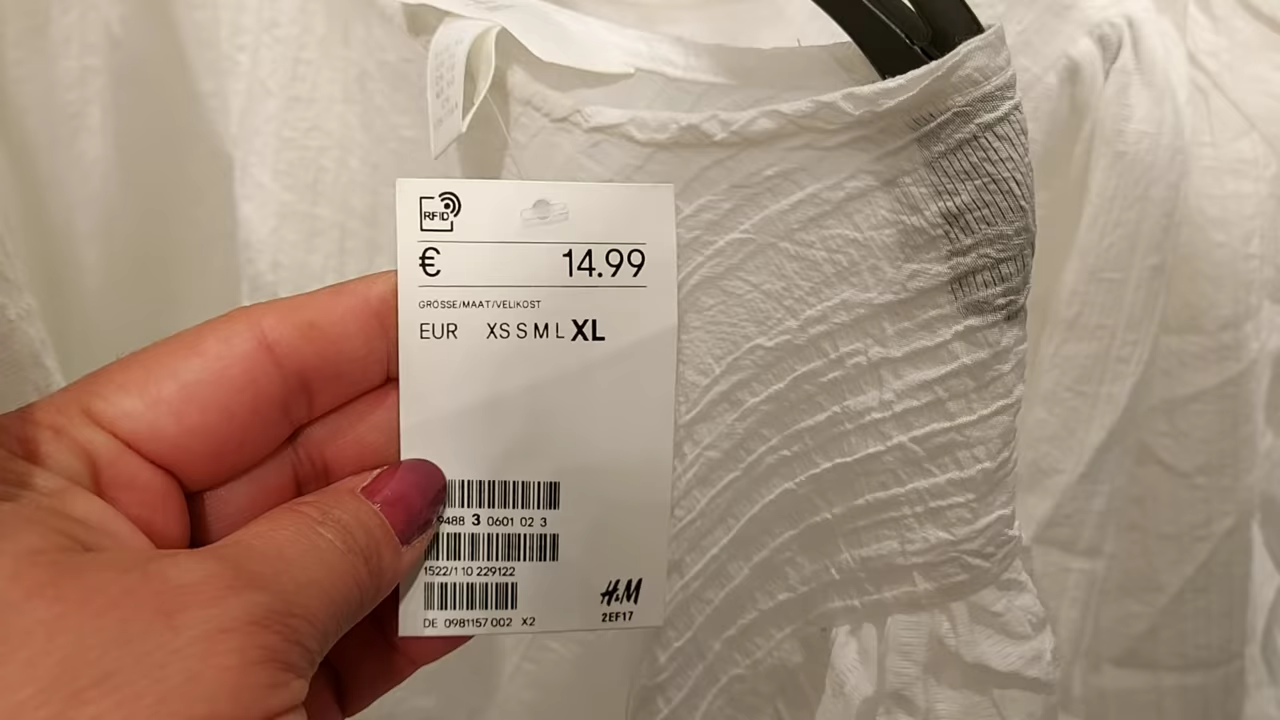 RFID
€ 14.99
GRÖSSE/MAAT/VELIKOST
EUR XS S M L XL
9488 3 0601 02 3
1522/1 10 229122
H&M
2EF17
DE 0981157 002 X2